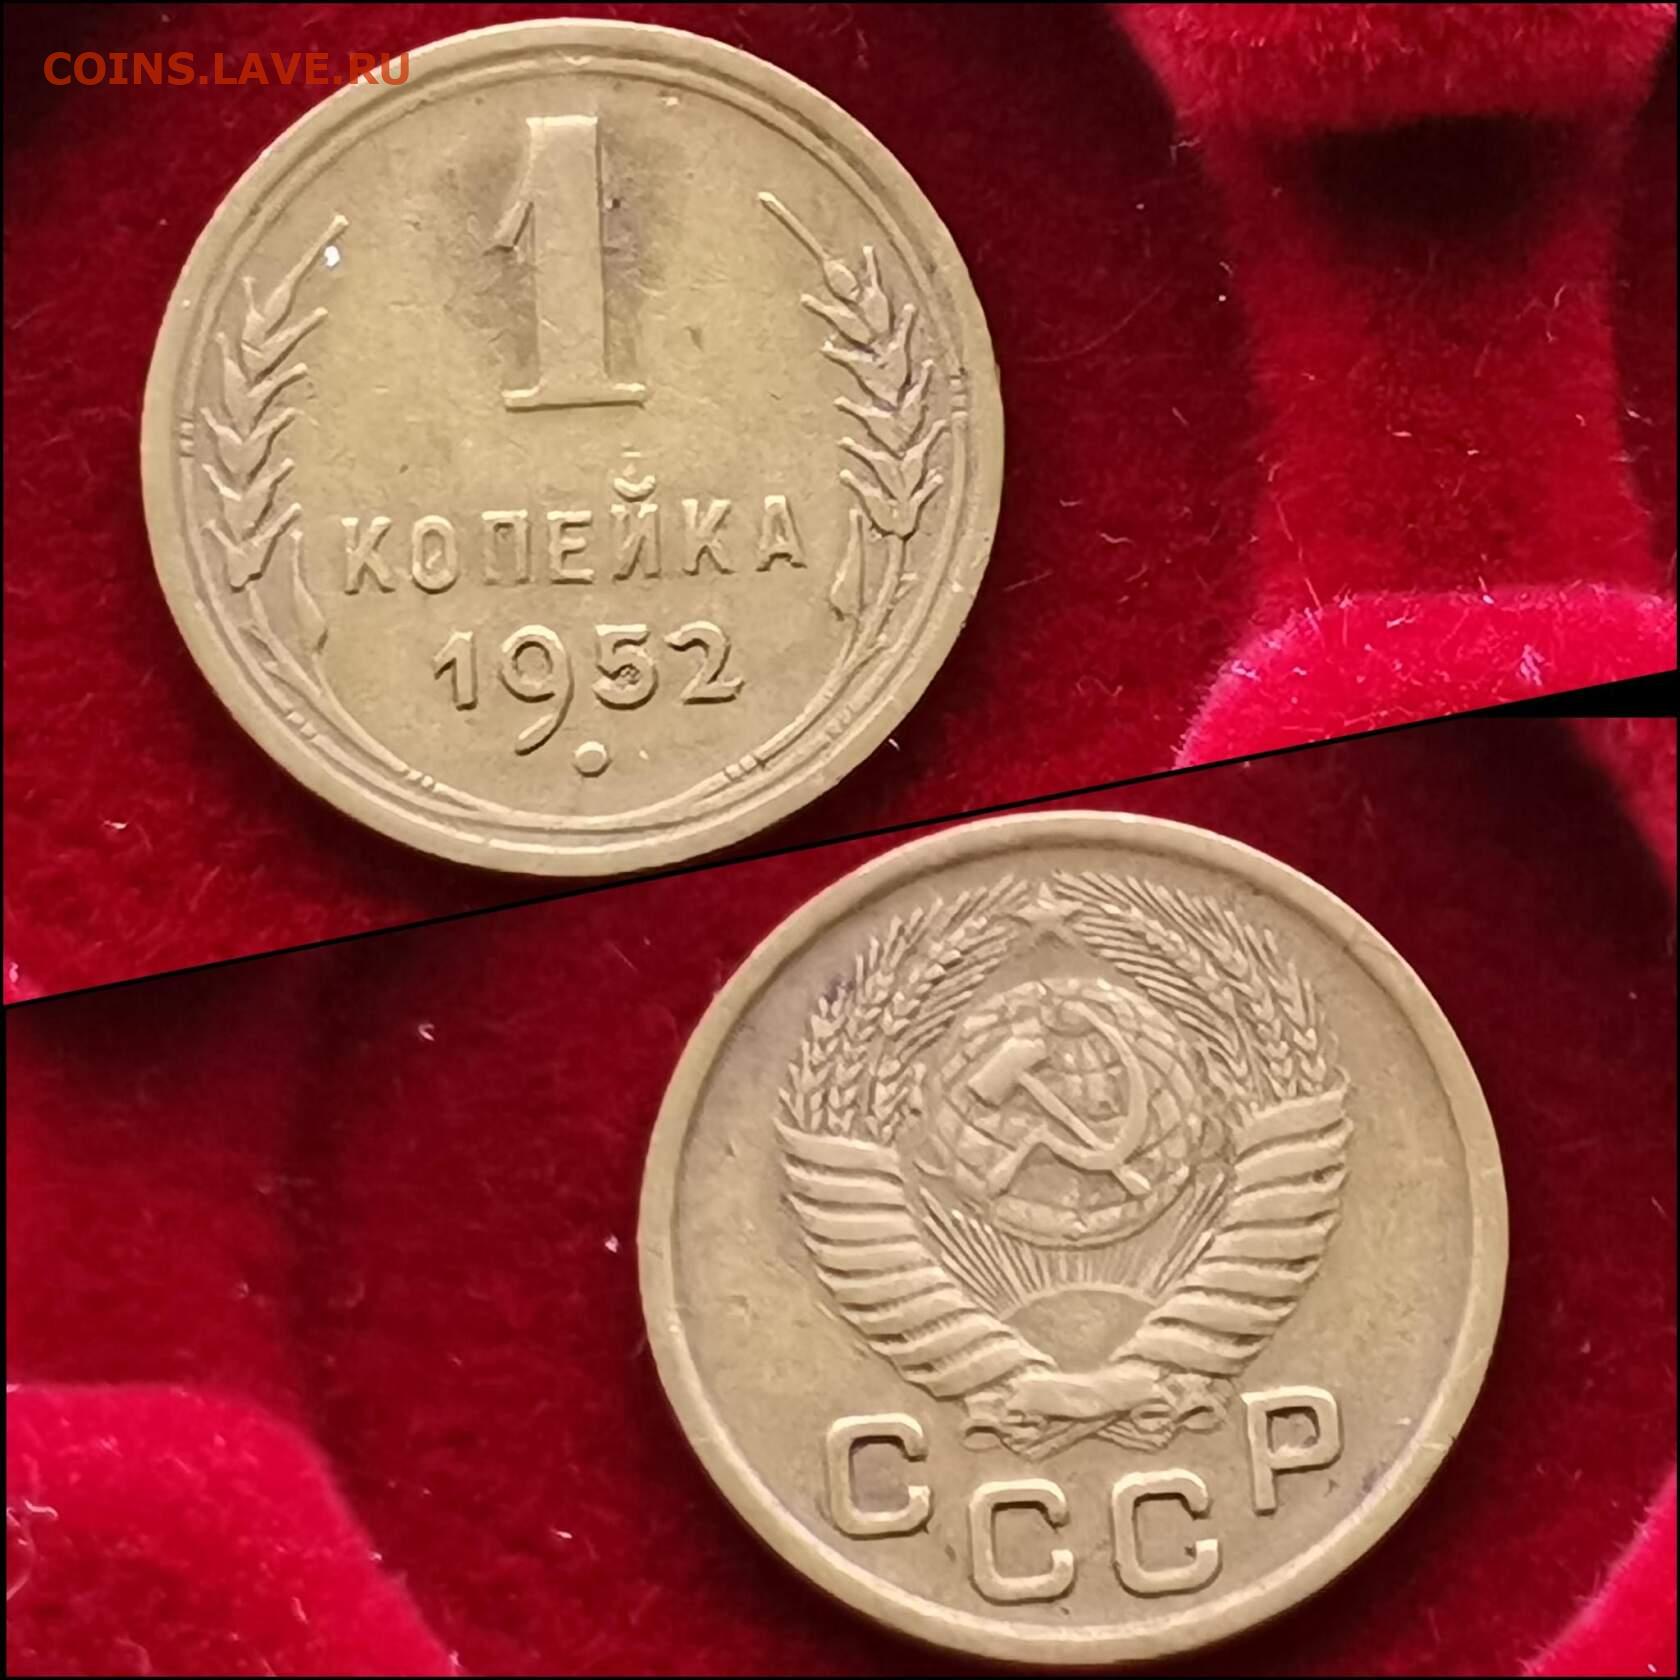 COINS.LAVE.RU
1
КОПЕЙКА
1952
СССР